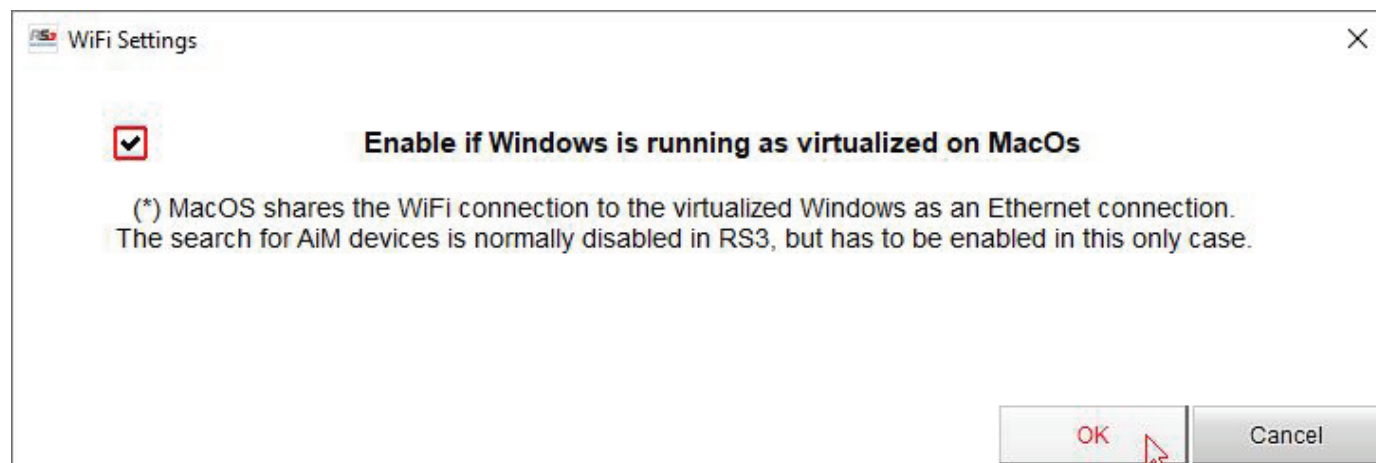 WiFi Settings
Enable if Windows is running as virtualized on MacOs
(*) MacOS shares the WiFi connection to the virtualized Windows as an Ethernet connection.
The search for AiM devices is normally disabled in RS3, but has to be enabled in this only case.
OK
Cancel